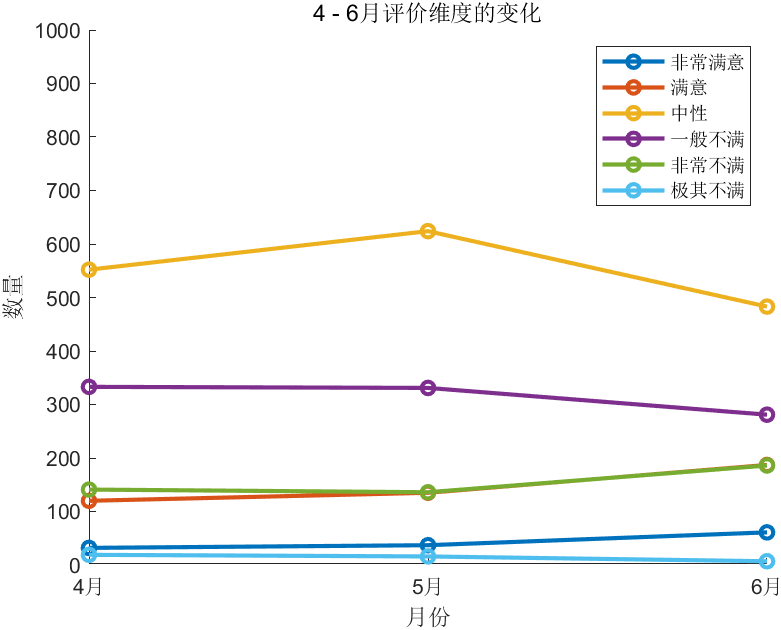 4 - 6月评价维度的变化
1000
900
800
700
600
500
400
300
200
100
0
数量
4月
5月
6月
月份
非常满意
满意
中性
一般不满
非常不满
极其不满